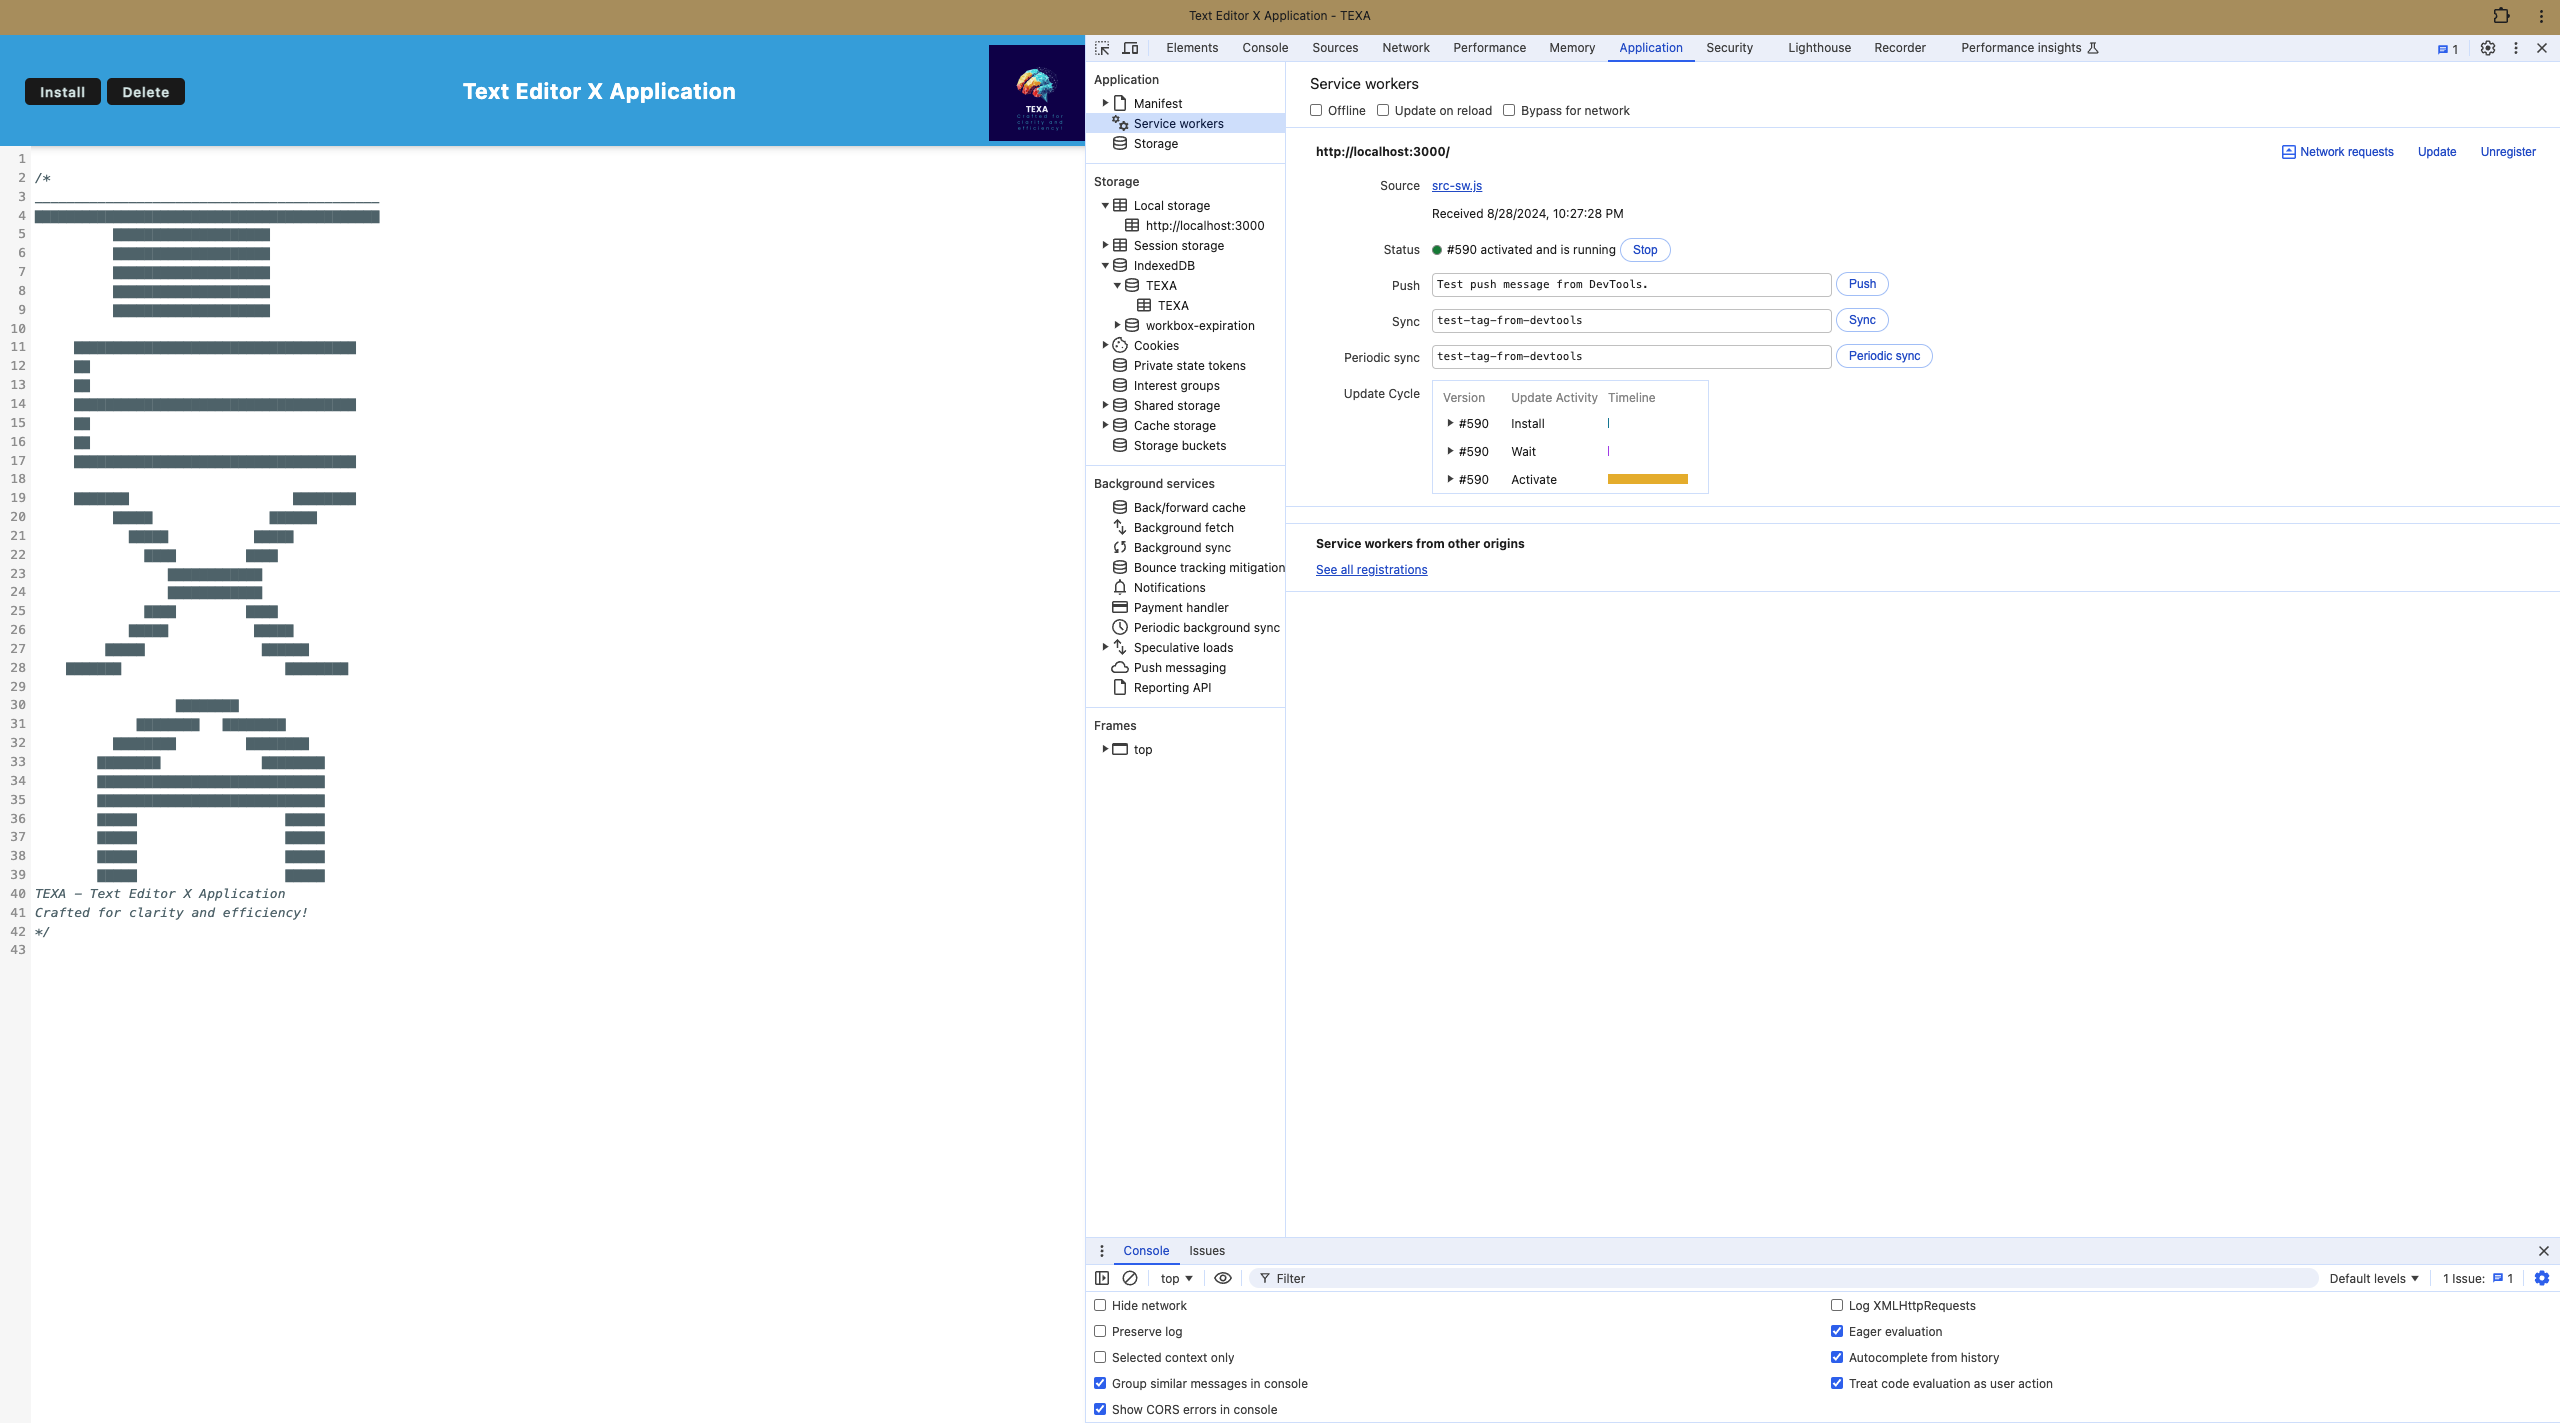 Text Editor X Application - TEXA
Install Delete
Text Editor X Application
TEXA
Crafted for
clarity and
efficiency!
1
2 /*
3
4
5
6
7
8
9
10
11
12
13
14
15
16
17
18
19
20
21
22
23
24
25
26
27
28
29
30
31
32
33
34
35
36
37
38
39
40 TEXA – Text Editor X Application
41 Crafted for clarity and efficiency!
42 */
43
Elements Console Sources Network Performance Memory Application Security Lighthouse Recorder Performance insights 1
Application
Manifest
Service workers
Storage
Storage
Local storage
http://localhost:3000
Session storage
IndexedDB
TEXA
TEXA
workbox-expiration
Cookies
Private state tokens
Interest groups
Shared storage
Cache storage
Storage buckets
Background services
Back/forward cache
Background fetch
Background sync
Bounce tracking mitigation
Notifications
Payment handler
Periodic background sync
Speculative loads
Push messaging
Reporting API
Frames
top
Service workers
Offline Update on reload Bypass for network
http://localhost:3000/ Network requests Update Unregister
Source src-sw.js
Received 8/28/2024, 10:27:28 PM
Status #590 activated and is running Stop
Push Test push message from DevTools. Push
Sync test-tag-from-devtools Sync
Periodic sync test-tag-from-devtools Periodic sync
Update Cycle Version Update Activity Timeline
#590 Install
#590 Wait
#590 Activate
Service workers from other origins
See all registrations
Console Issues
top Filter Default levels 1 Issue: 1
Hide network Log XMLHttpRequests
Preserve log Eager evaluation
Selected context only Autocomplete from history
Group similar messages in console Treat code evaluation as user action
Show CORS errors in console